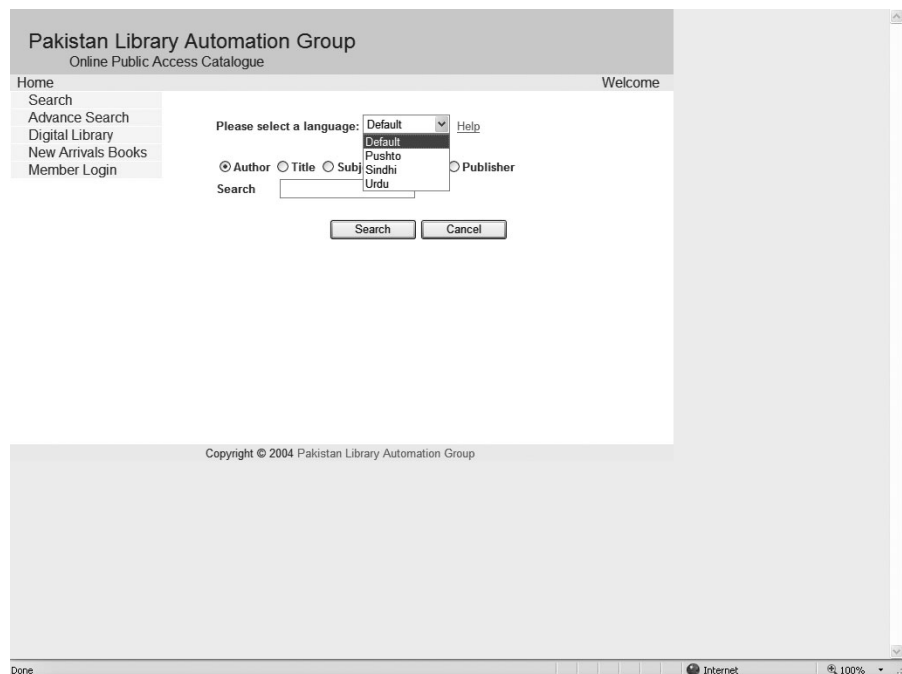 Pakistan Library Automation Group
Online Public Access Catalogue
Home Welcome
Search
Advance Search
Digital Library
New Arrivals Books
Member Login
Please select a language: Default Help
Default
Pushto
Sindhi
Urdu
Author Title Subj Publisher
Search
Search Cancel
Copyright © 2004 Pakistan Library Automation Group
Done Internet 100%